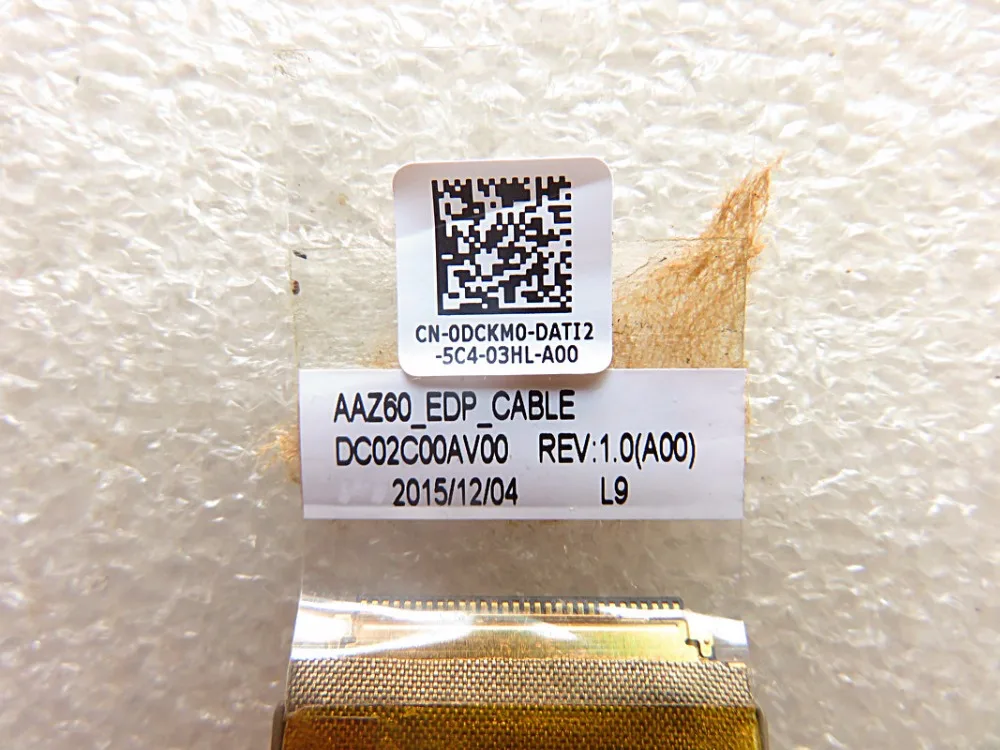 CN-0DCKM0-DATI2
-5C4-03HL-A00
AAZ60_EDP_CABLE
DC02C00AV00 REV:1.0(A00)
2015/12/04 L9